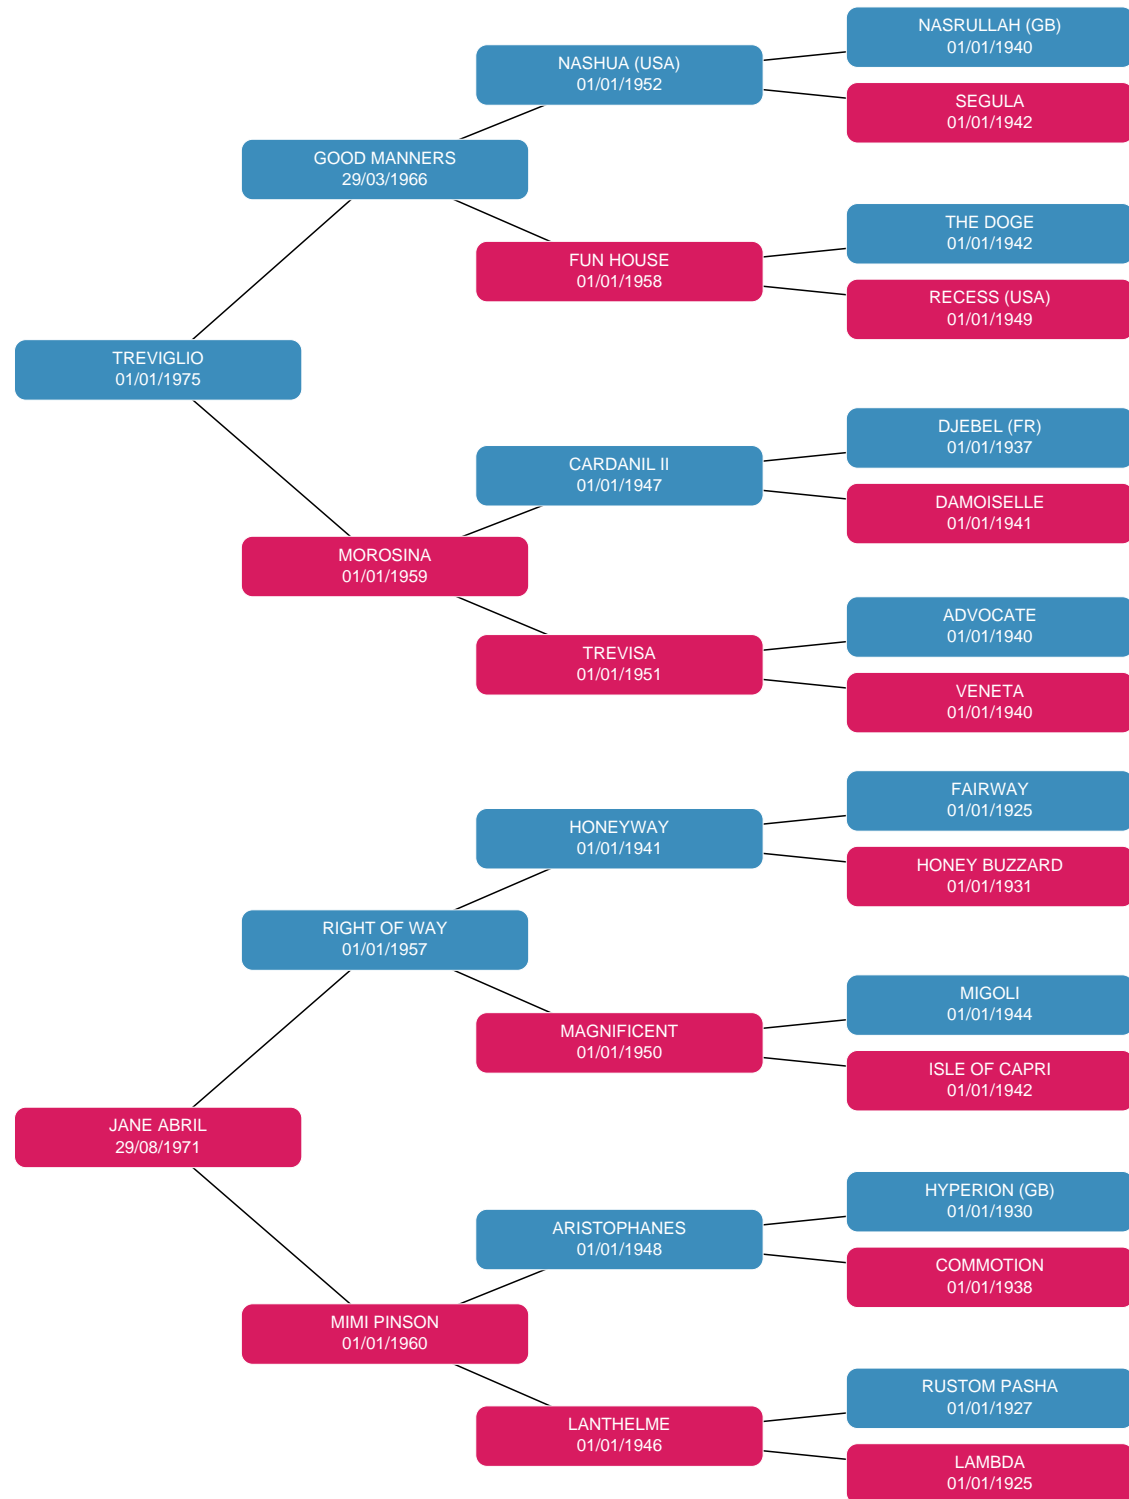 NASRULLAH (GB)
01/01/1940
NASHUA (USA)
01/01/1952
SEGULA
01/01/1942
GOOD MANNERS
29/03/1966
THE DOGE
01/01/1942
FUN HOUSE
01/01/1958
RECESS (USA)
01/01/1949
TREVIGLIO
01/01/1975
DJEBEL (FR)
01/01/1937
CARDANIL II
01/01/1947
DAMOISELLE
01/01/1941
MOROSINA
01/01/1959
ADVOCATE
01/01/1940
TREVISA
01/01/1951
VENETA
01/01/1940
FAIRWAY
01/01/1925
HONEYWAY
01/01/1941
HONEY BUZZARD
01/01/1931
RIGHT OF WAY
01/01/1957
MIGOLI
01/01/1944
MAGNIFICENT
01/01/1950
ISLE OF CAPRI
01/01/1942
JANE ABRIL
29/08/1971
HYPERION (GB)
01/01/1930
ARISTOPHANES
01/01/1948
COMMOTION
01/01/1938
MIMI PINSON
01/01/1960
RUSTOM PASHA
01/01/1927
LANTHELME
01/01/1946
LAMBDA
01/01/1925